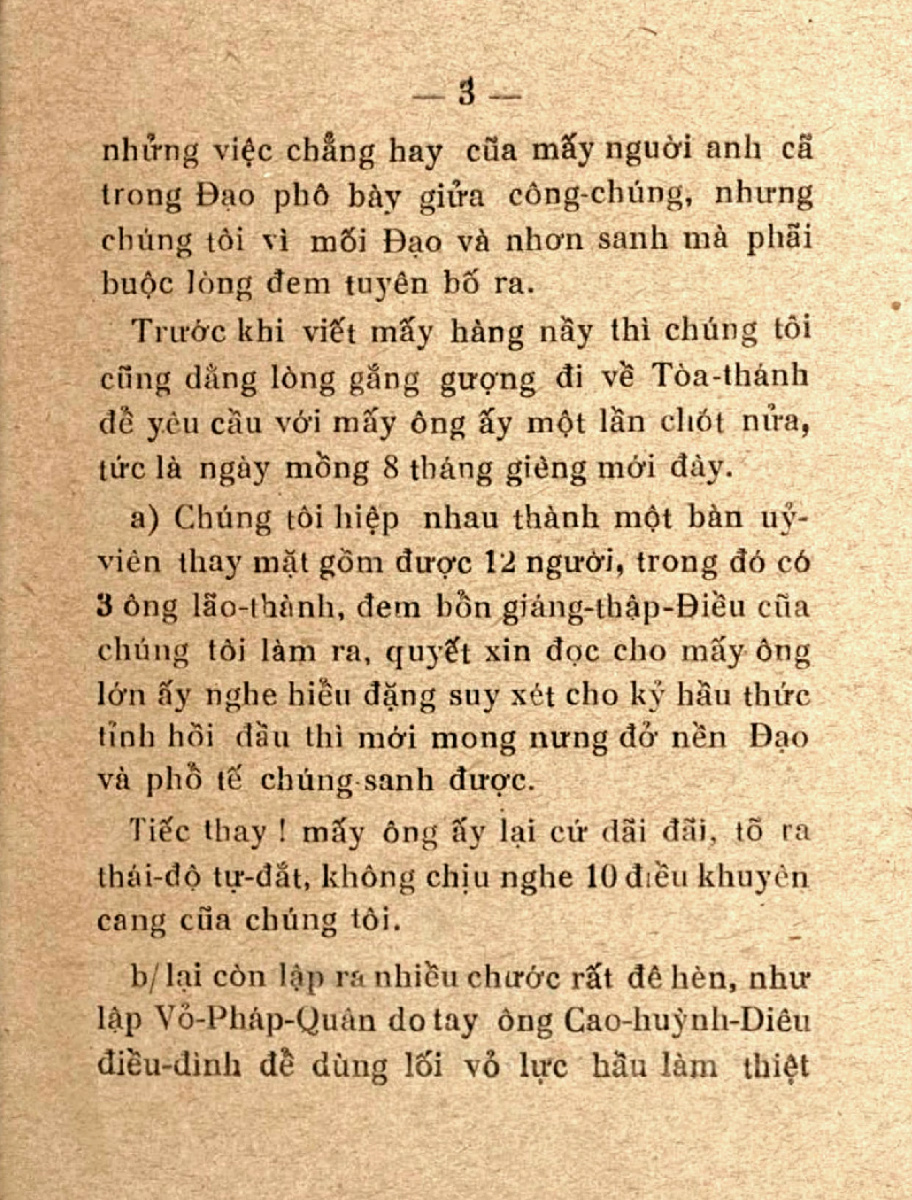 — 3 —
nhửng việc chẳng hay cũa mấy nguời anh cã
trong Đạo phô bày giửa công-chúng, nhưng
chúng tôi vì mối Đạo và nhơn sanh mà phãi
buộc lòng đem tuyên bố ra.
Trước khi viết mấy hàng nầy thì chúng tôi
cũng dằng lòng gắng gượng đi về Tòa-thánh
đề yêu cầu với mấy ông ấy một lần chót nửa,
tức là ngày mồng 8 tháng giêng mới đây.
a) Chúng tôi hiệp nhau thành một bàn uỷ-
viên thay mặt gồm được 12 người, trong đó có
3 ông lão-thành, đem bồn giáng-thập-Điều cũa
chúng tôi làm ra, quyết xin đọc cho mấy ông
lớn ấy nghe hiều đặng suy xét cho kỷ hầu thức
tỉnh hồi đầu thì mới mong nưng đở nền Đạo
và phồ tế chúng-sanh được.
Tiếc thay ! mấy ông ấy lại cứ dãi đãi, tõ ra
thái-độ tự-đắt, không chịu nghe 10 điều khuyên
cang cũa chúng tôi.
b/ lại còn lập ra nhiều chước rất đê hèn, như
lập Vỏ-Pháp-Quân do tay ông Cao-huỳnh-Diêu
điều-đình đề dùng lối vỏ lực hầu làm thiệt